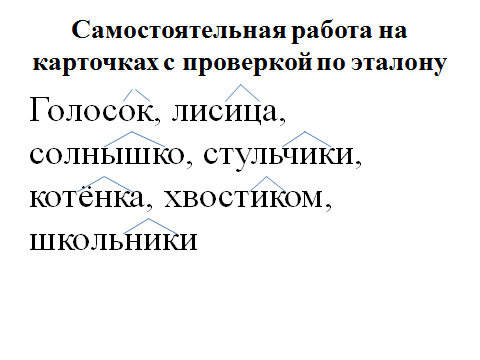 Самостоятельная работа на
карточках с проверкой по эталону
Голосок, лисица,
солнышко, стульчики,
котёнка, хвостиком,
школьники